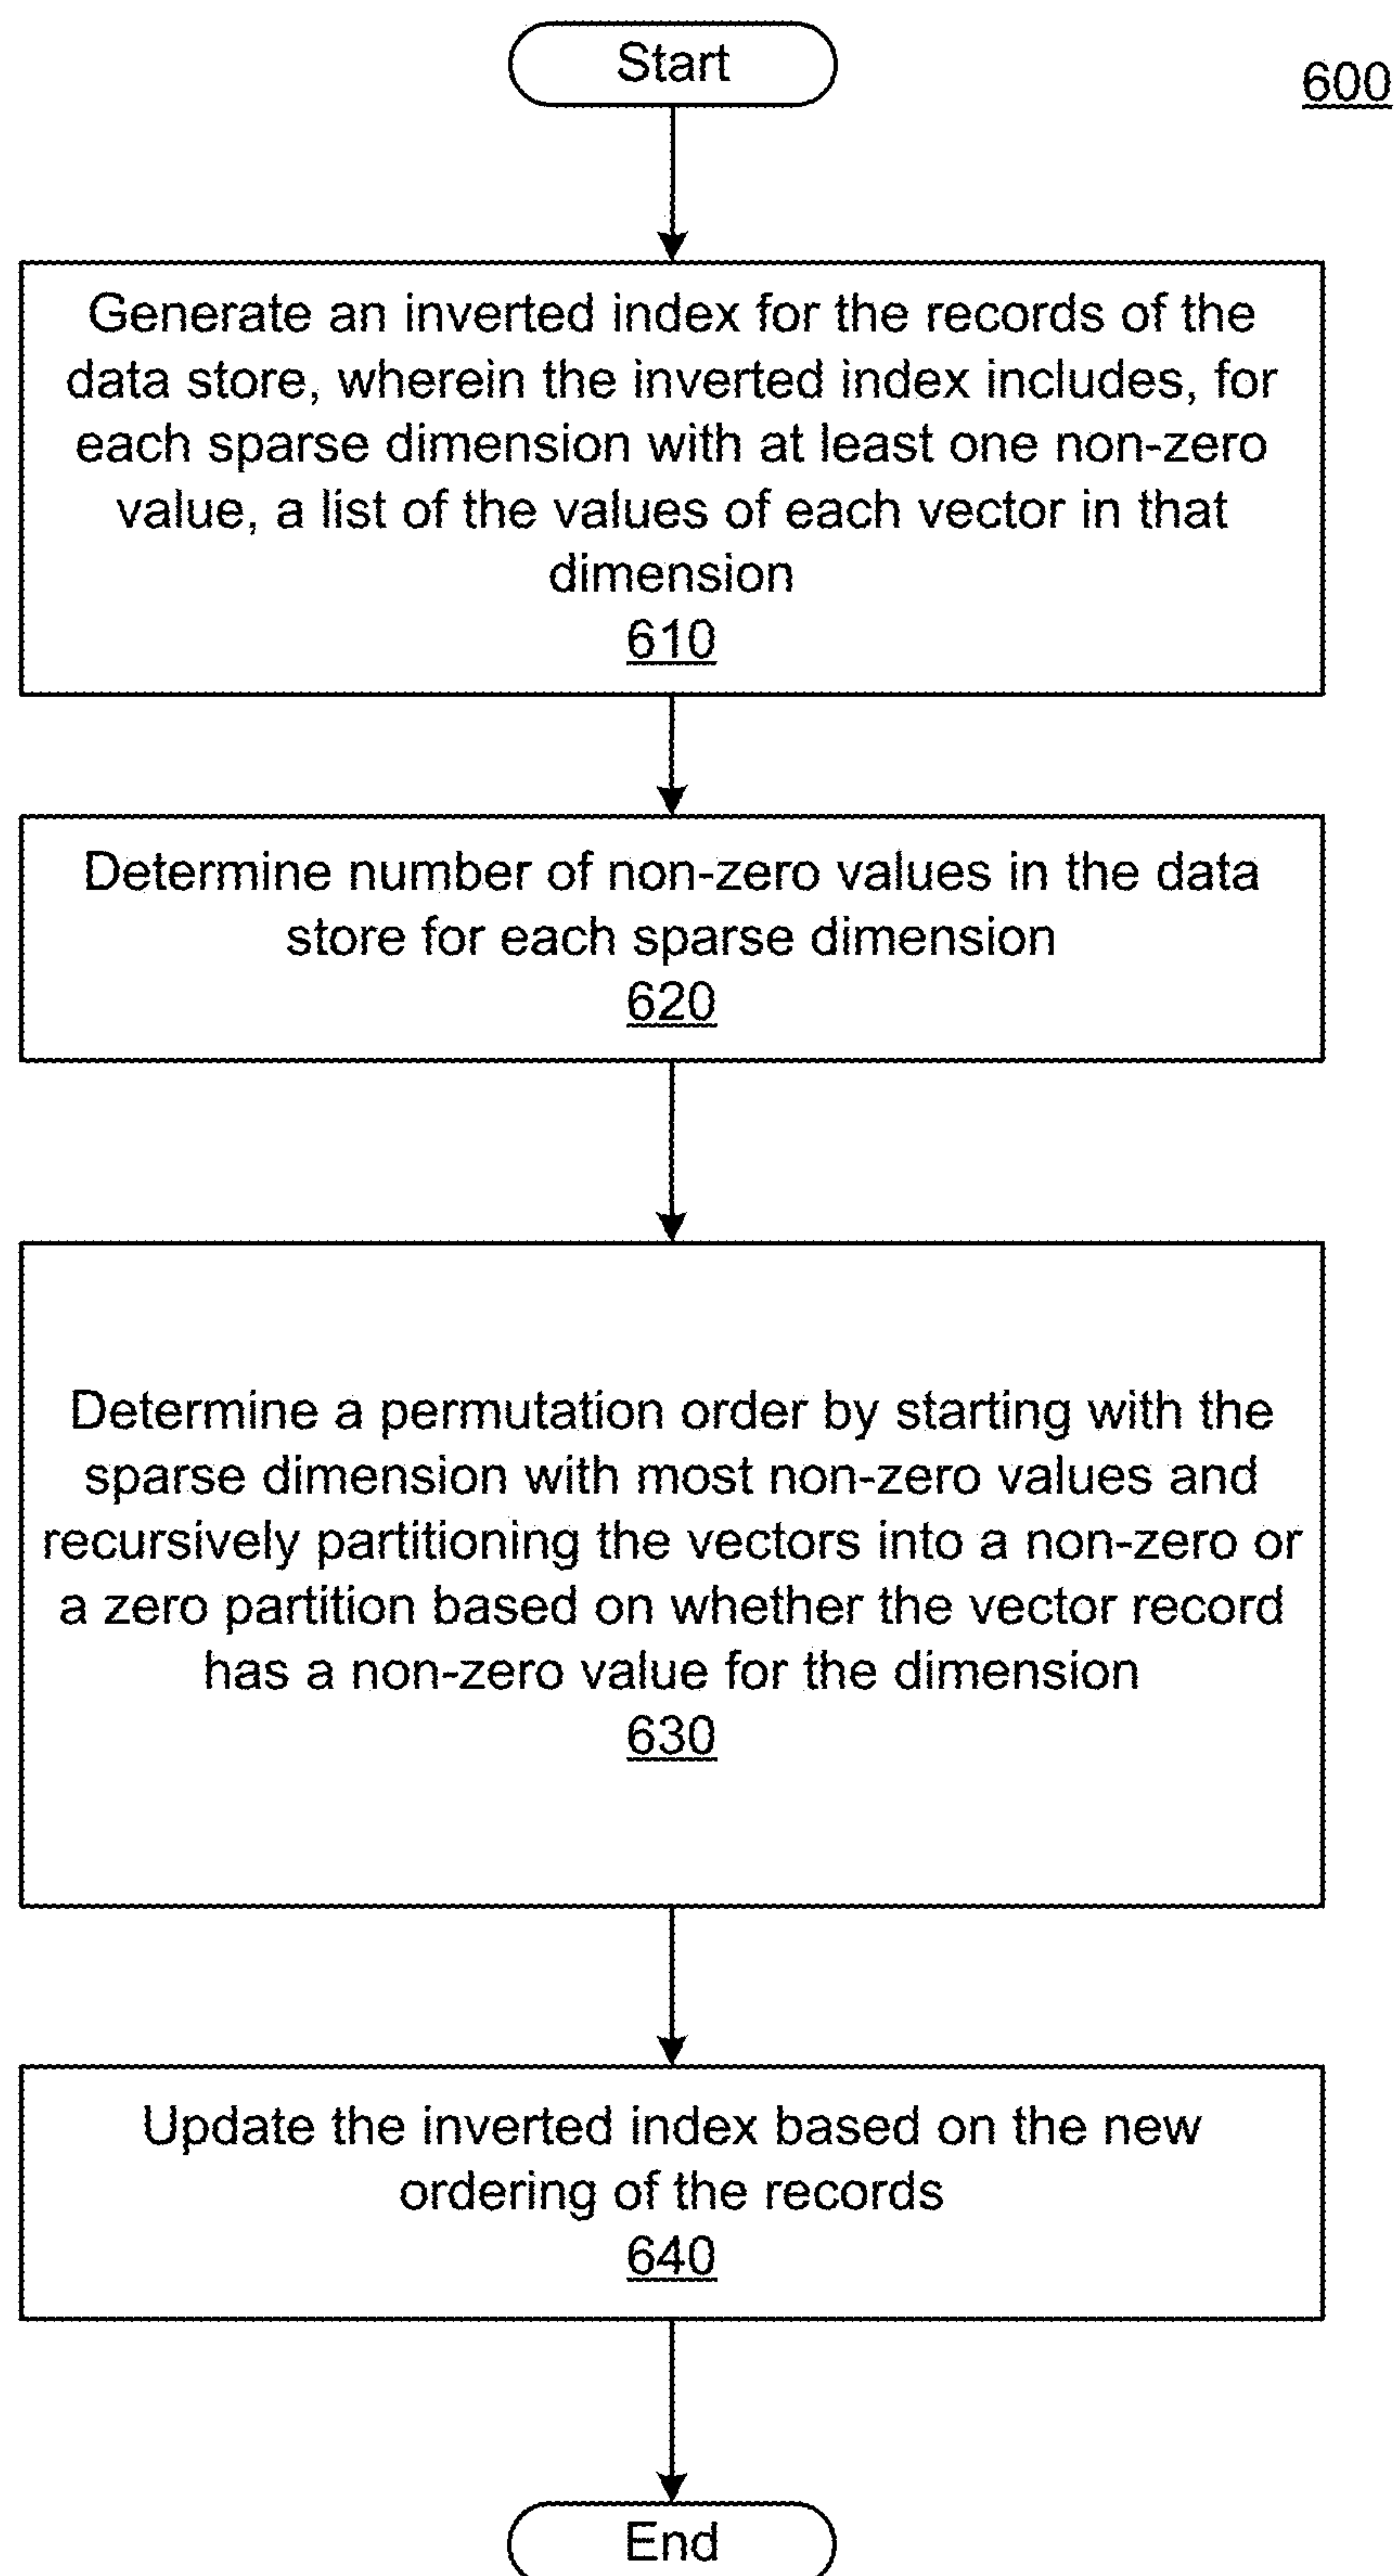 Start
600
Generate an inverted index for the records of the
data store, wherein the inverted index includes, for
each sparse dimension with at least one non-zero
value, a list of the values of each vector in that
dimension
610
Determine number of non-zero values in the data
store for each sparse dimension
620
Determine a permutation order by starting with the
sparse dimension with most non-zero values and
recursively partitioning the vectors into a non-zero or
a zero partition based on whether the vector record
has a non-zero value for the dimension
630
Update the inverted index based on the new
ordering of the records
640
End